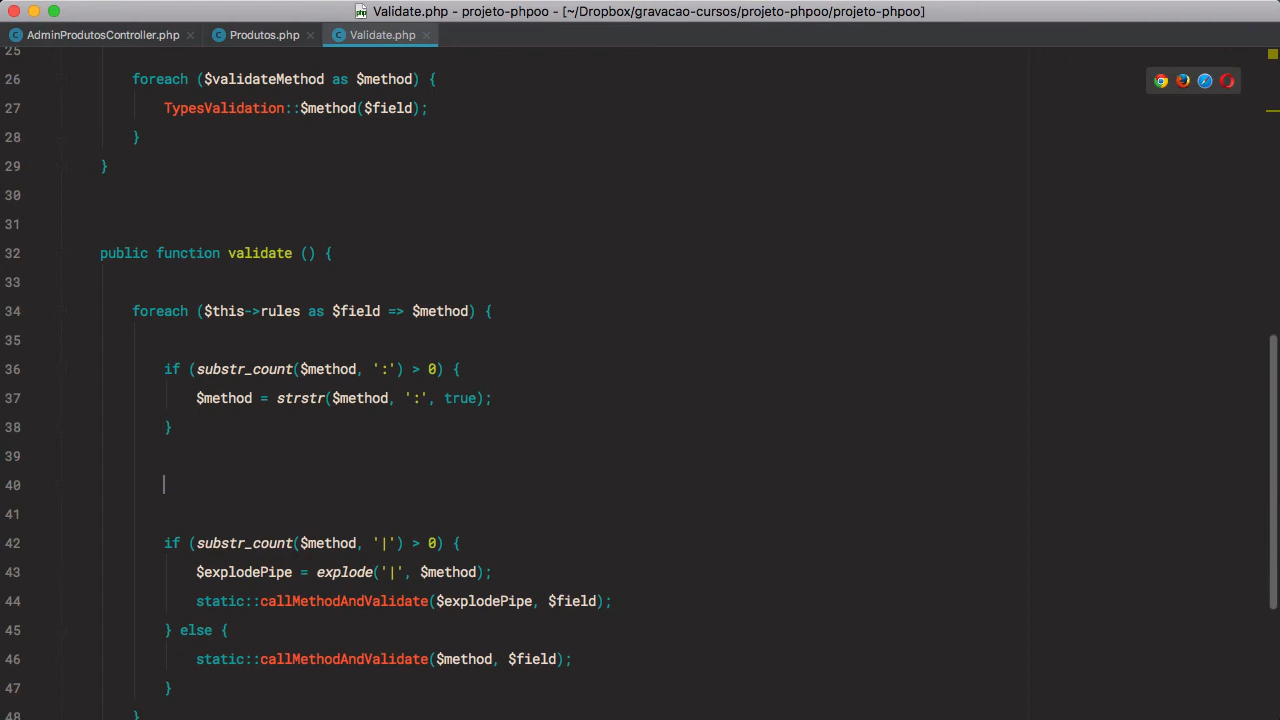 Validate.php - projeto-phpoo - [~/Dropbox/gravacao-cursos/projeto-phpoo/projeto-phpoo]
AdminProdutosController.php Produtos.php Validate.php
25
26 foreach ($validateMethod as $method) {
27 TypesValidation::$method($field);
28 }
29 }
30
31
32 public function validate () {
33
34 foreach ($this->rules as $field => $method) {
35
36 if (substr_count($method, ':') > 0) {
37 $method = strstr($method, ':', true);
38 }
39
40
41
42 if (substr_count($method, '|') > 0) {
43 $explodePipe = explode('|', $method);
44 static::callMethodAndValidate($explodePipe, $field);
45 } else {
46 static::callMethodAndValidate($method, $field);
47 }
48 }